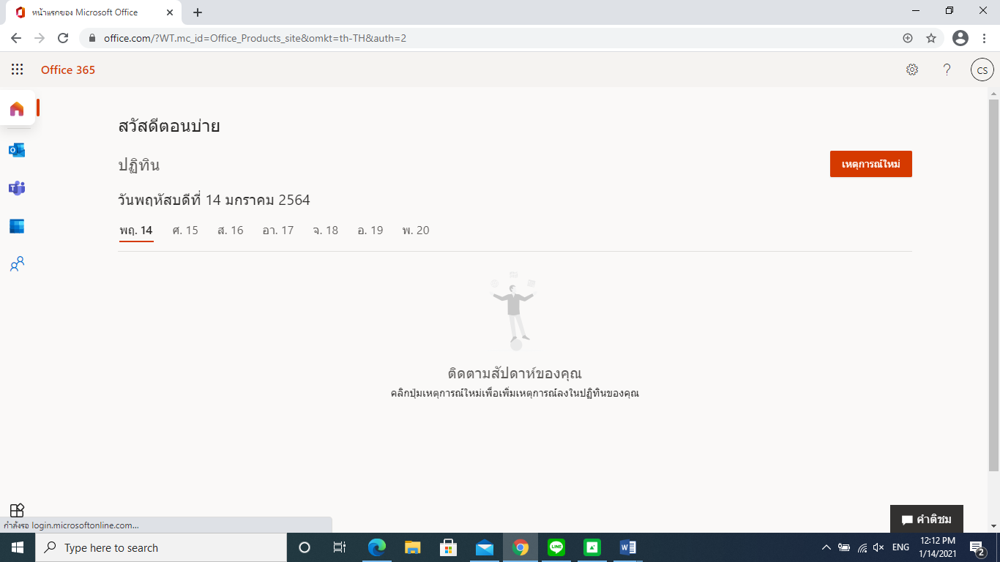 หน้าแรกของ Microsoft Office
office.com/?WT.mc_id=Office_Products_site&omkt=th-TH&auth=2
Office 365
CS
สวัสดีตอนบ่าย
ปฏิทิน
เหตุการณ์ใหม่
วันพฤหัสบดีที่ 14 มกราคม 2564
พฤ. 14 ศ. 15 ส. 16 อา. 17 จ. 18 อ. 19 พ. 20
ติดตามสัปดาห์ของคุณ
คลิกปุ่มเหตุการณ์ใหม่เพื่อเพิ่มเหตุการณ์ลงในปฏิทินของคุณ
คำติชม
กำลังรอ login.microsoftonline.com...
Type here to search
LINE
ENG
12:12 PM
1/14/2021
2